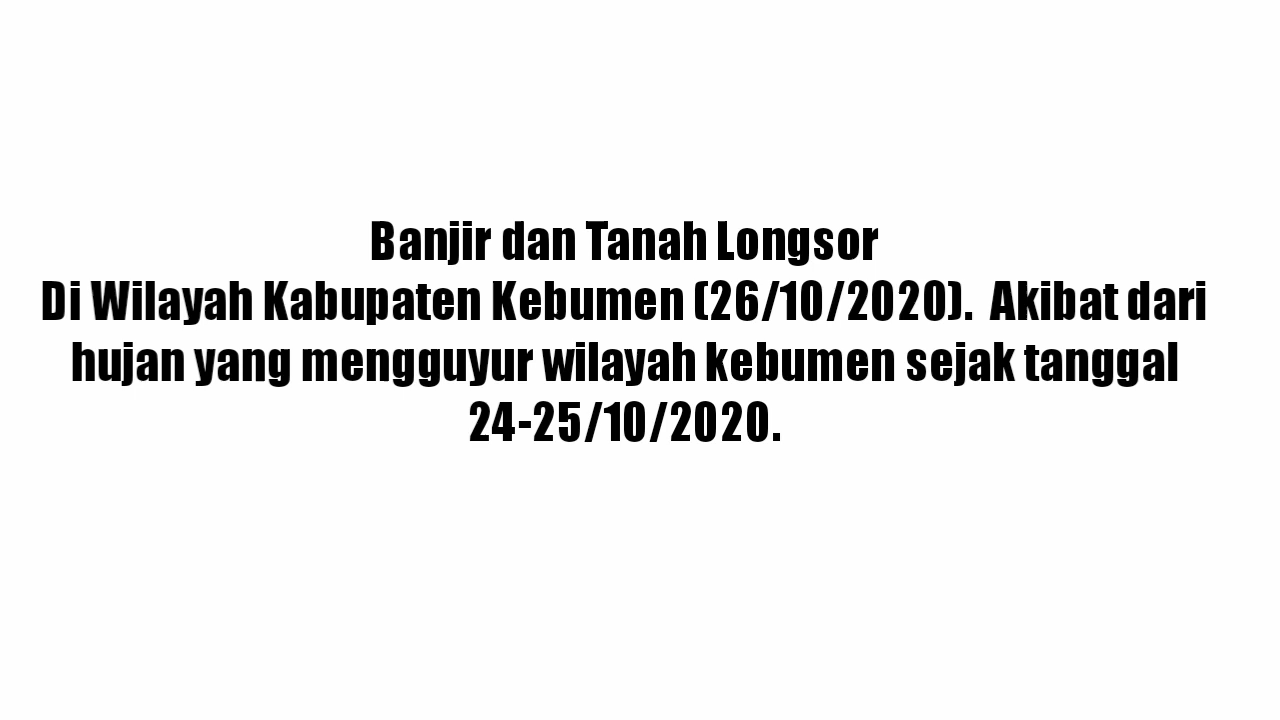 Banjir dan Tanah Longsor
Di Wilayah Kabupaten Kebumen (26/10/2020).  Akibat dari
hujan yang mengguyur wilayah kebumen sejak tanggal
24-25/10/2020.